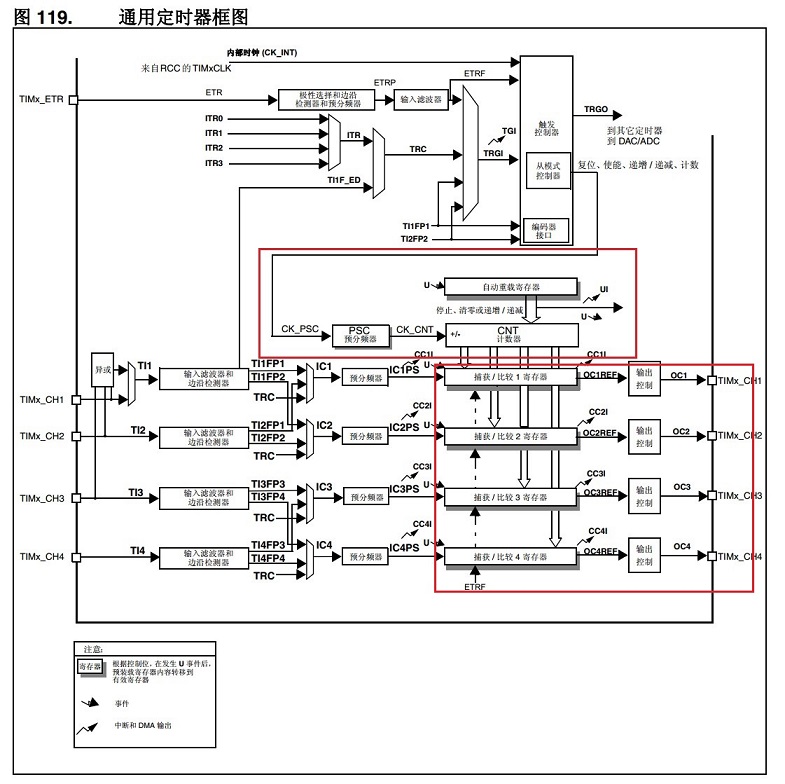 图 119. 通用定时器框图
内部时钟 (CK_INT)
来自RCC 的 TIMxCLK
TIMx_ETR
ETR
极性选择和边沿
检测器和预分频器
ETRP
输入滤波器
ETRF
触发
控制器
TRGO
到其它定时器
到 DAC/ADC
ITR0
ITR1
ITR2
ITR3
ITR
TRC
TGI
TRGI
从模式
控制器
复位、使能、递增 / 递减、计数
TI1F_ED
TI1FP1
TI2FP2
编码器
接口
U
自动重载寄存器
UI
停止、清零或递增 / 递减
U
CK_PSC
PSC
预分频器
CK_CNT
+/-
CNT
计数器
异或
TI1
输入滤波器和
边沿检测器
TI1FP1
TI1FP2
TRC
IC1
预分频器
IC1PS
CC1I
U
捕获 / 比较 1 寄存器
CC1I
OC1REF
输出
控制
OC1
TIMx_CH1
TIMx_CH1
TIMx_CH2
TI2
输入滤波器和
边沿检测器
TI2FP1
TI2FP2
TRC
IC2
预分频器
IC2PS
CC2I
U
捕获 / 比较 2 寄存器
CC2I
OC2REF
输出
控制
OC2
TIMx_CH2
TIMx_CH3
TI3
输入滤波器和
边沿检测器
TI3FP3
TI3FP4
TRC
IC3
预分频器
IC3PS
CC3I
U
捕获 / 比较 3 寄存器
CC3I
OC3REF
输出
控制
OC3
TIMx_CH3
TIMx_CH4
TI4
输入滤波器和
边沿检测器
TI4FP3
TI4FP4
TRC
IC4
预分频器
IC4PS
CC4I
U
捕获 / 比较 4 寄存器
CC4I
OC4REF
输出
控制
OC4
TIMx_CH4
ETRF
注意:
寄存器
根据控制位，在发生 U 事件后，
预装载寄存器内容转移到
有效寄存器
事件
中断和 DMA 输出